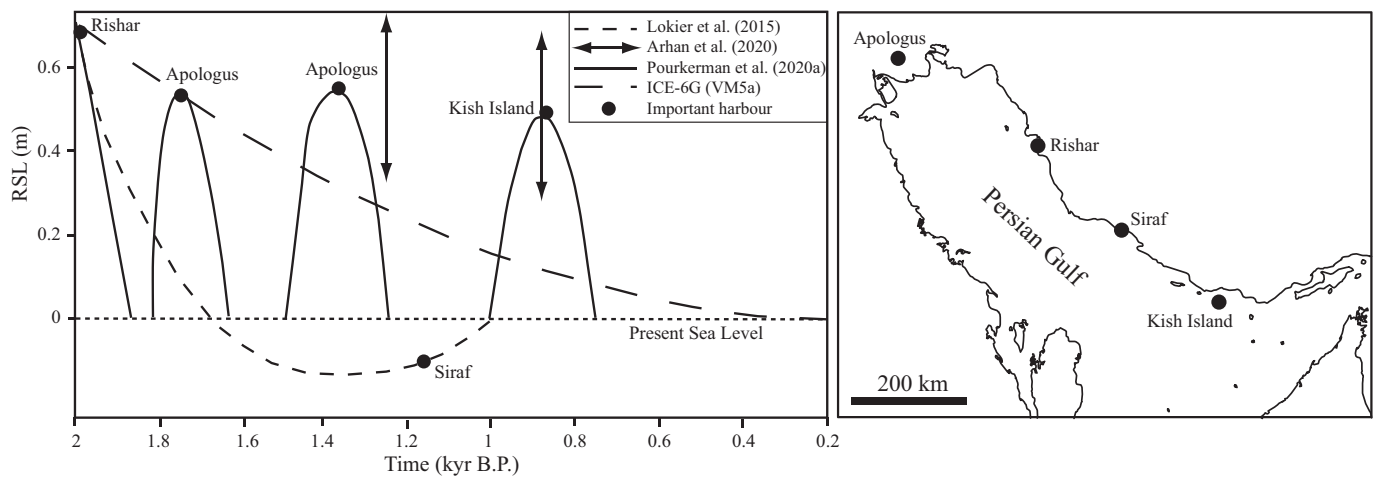 Rishar
Apologus
Apologus
Kish Island
Siraf
Lokier et al. (2015)
Arhan et al. (2020)
Pourkerman et al. (2020a)
ICE-6G (VM5a)
Important harbour
Present Sea Level
RSL (m)
0.6
0.4
0.2
0
2
1.8
1.6
1.4
1.2
1
0.8
0.6
0.4
0.2
Time (kyr B.P.)
Apologus
Rishar
Siraf
Persian Gulf
Kish Island
200 km